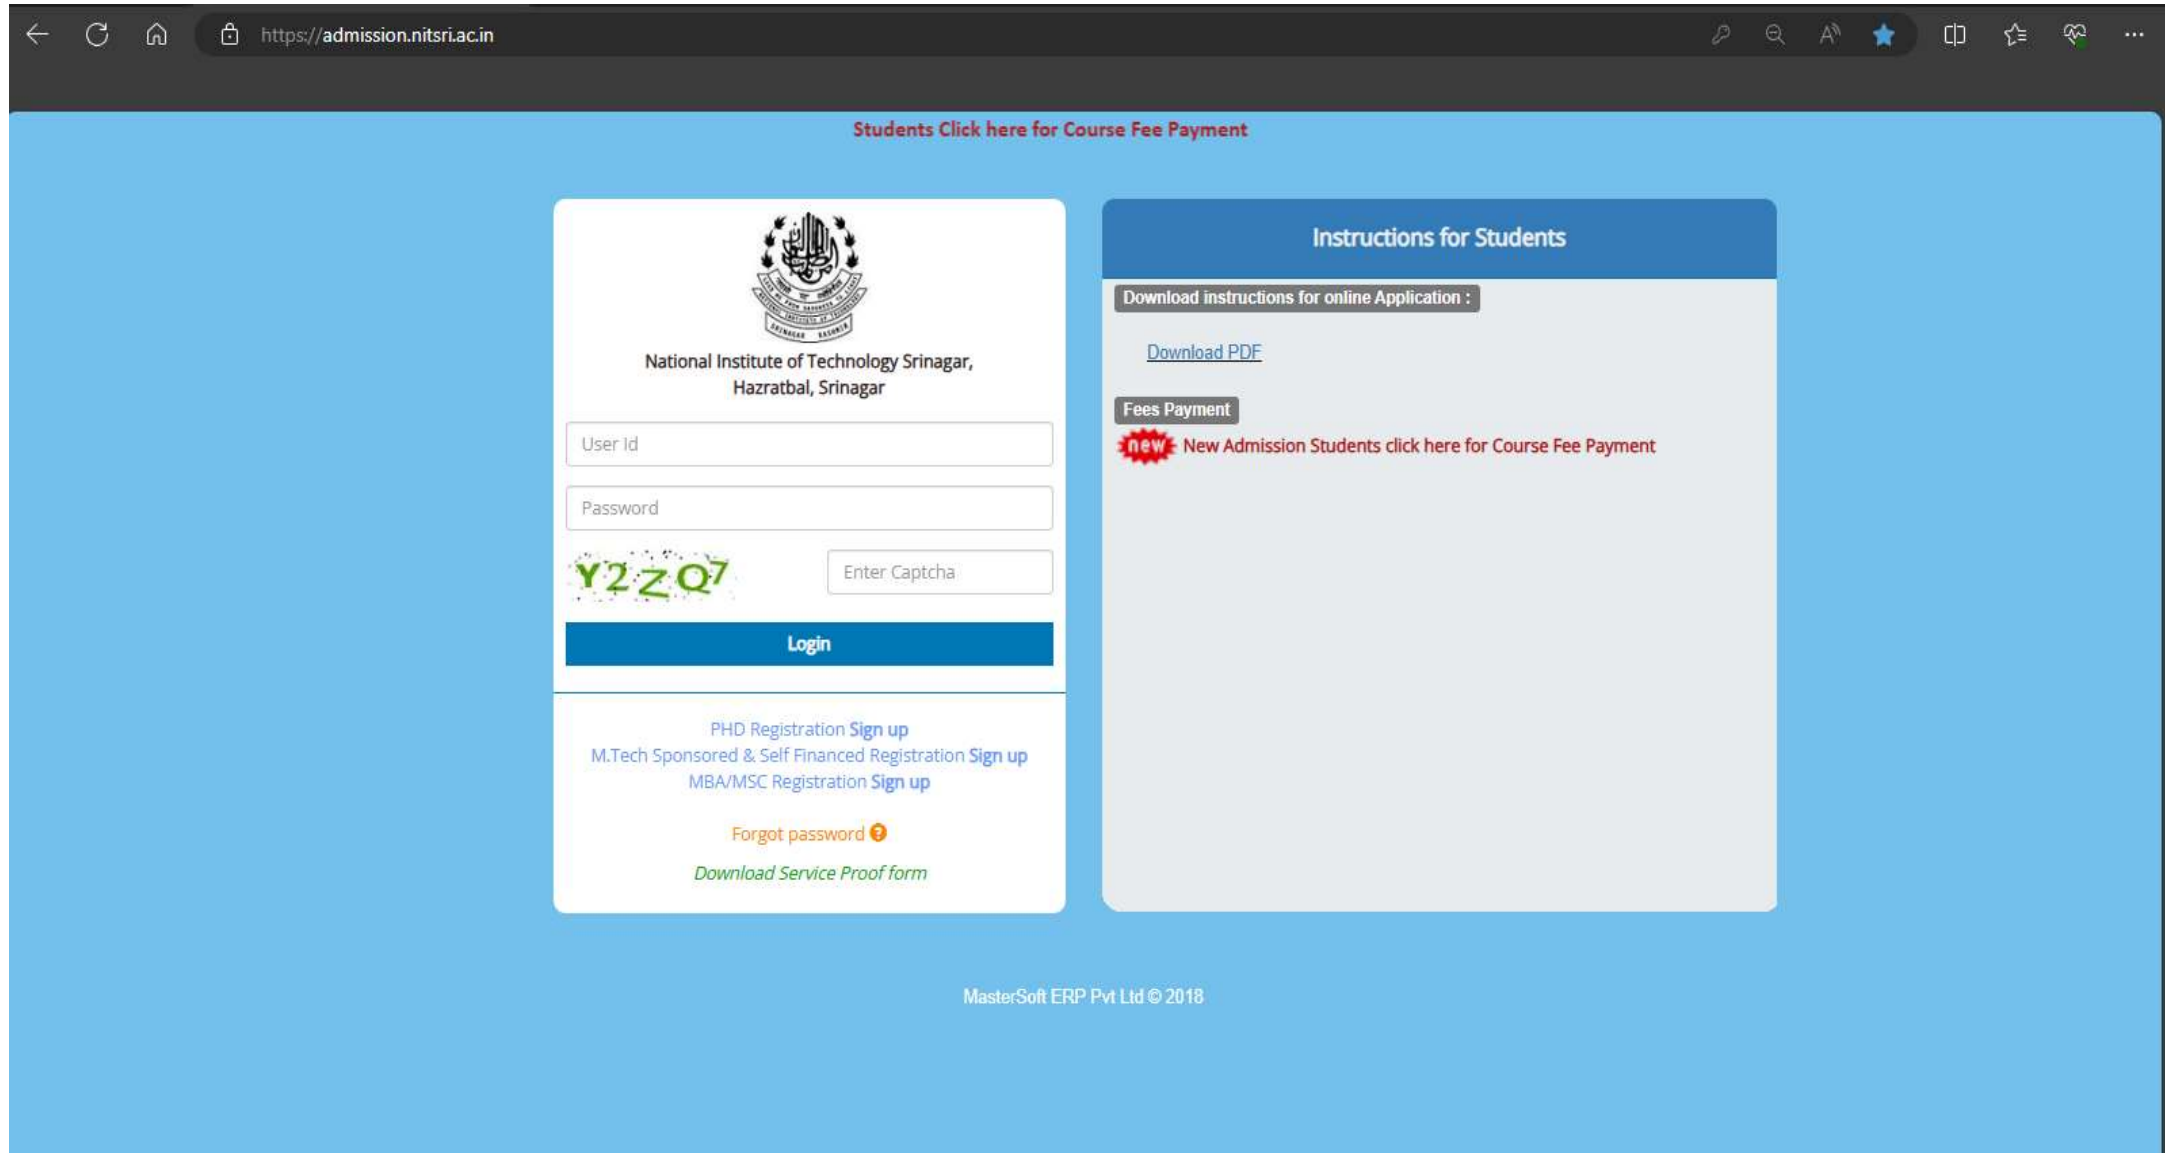 https://admission.nitsri.ac.in
Students Click here for Course Fee Payment
National Institute of Technology Srinagar,
Hazratbal, Srinagar
User Id
Password
Y2ZQ7
Enter Captcha
Login
PHD Registration Sign up
M.Tech Sponsored & Self Financed Registration Sign up
MBA/MSC Registration Sign up
Forgot password
Download Service Proof form
Instructions for Students
Download instructions for online Application :
Download PDF
Fees Payment
new New Admission Students click here for Course Fee Payment
MasterSoft ERP Pvt Ltd © 2018